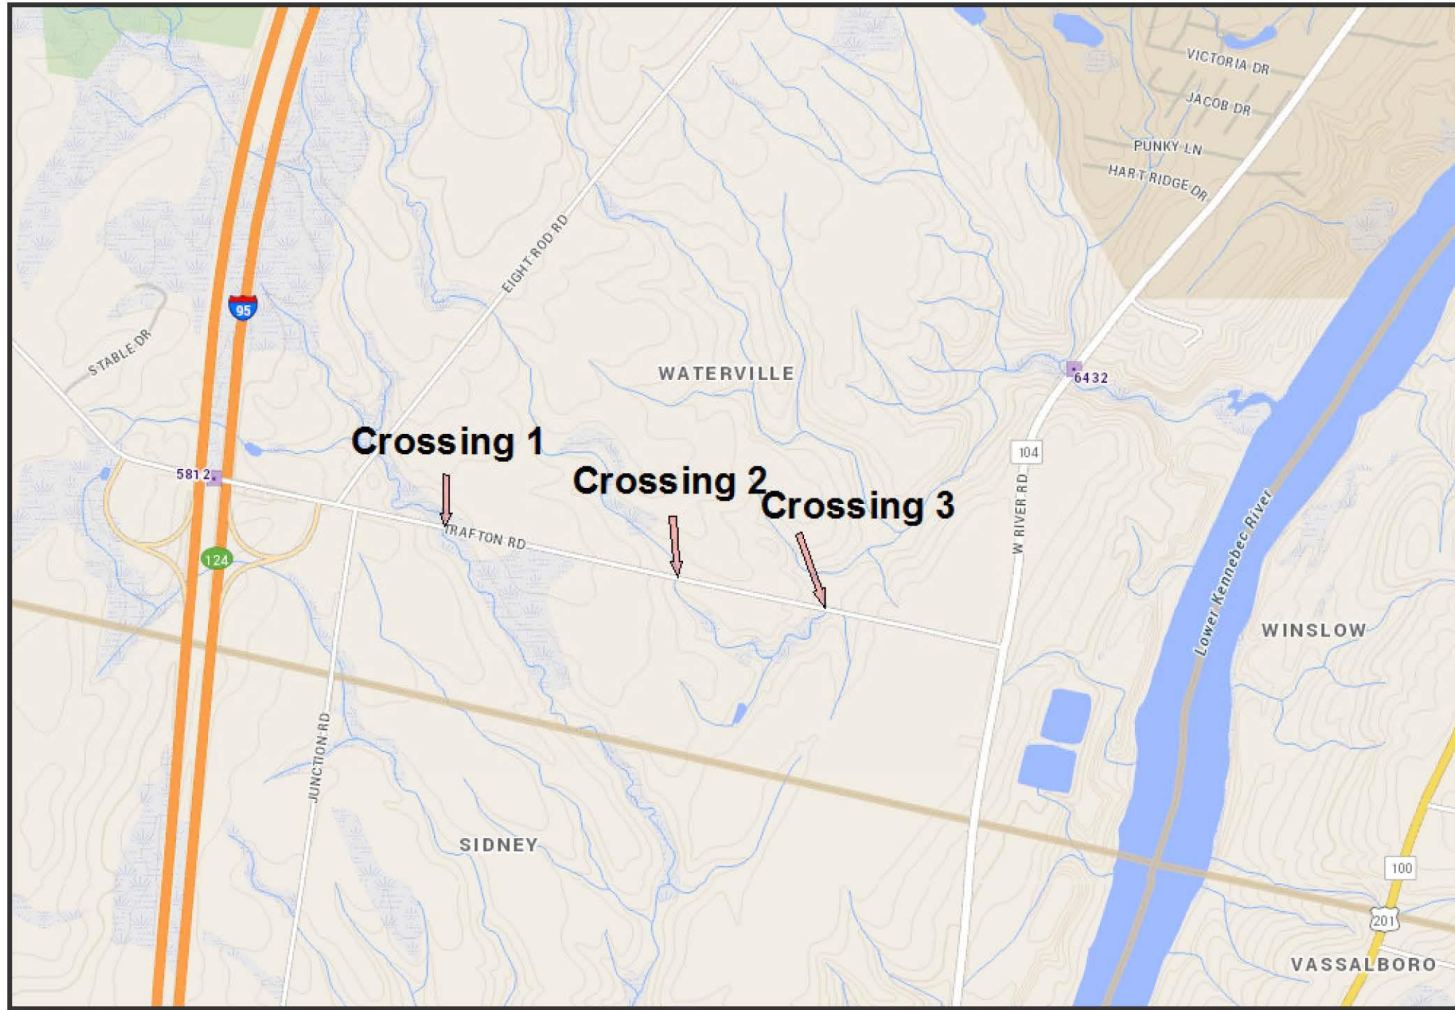 VICTORIA DR
JACOB DR
PUNKY LN
HART RIDGE DR
EIGHT ROD RD
95
STABLE DR
WATERVILLE
6432
Crossing 1
104
5812
Crossing 2
Crossing 3
W RIVER RD
TRAFTON RD
124
Lower Kennebec River
WINSLOW
JUNCTION RD
SIDNEY
100
201
VASSALBORO